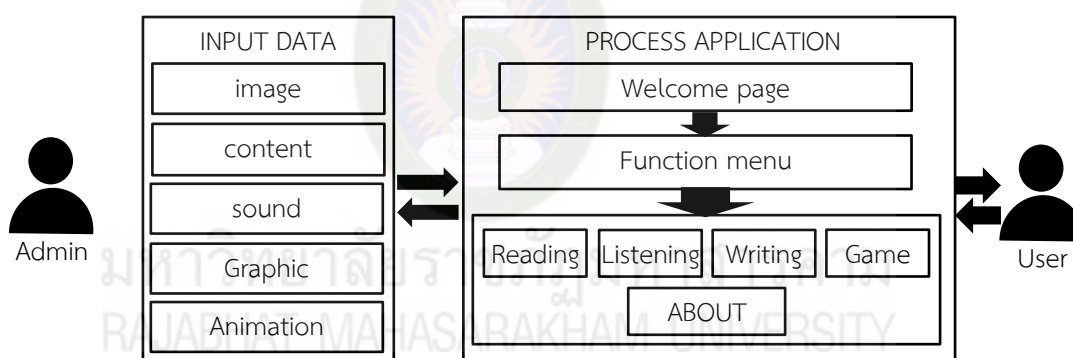 INPUT DATA
image
content
sound
Graphic
Animation
Admin
PROCESS APPLICATION
Welcome page
Function menu
Reading
Listening
Writing
Game
ABOUT
User
มหาวิทยาลัยราชภัฏมหาสารคาม
RAJABHAT MAHASARAKHAM UNIVERSITY